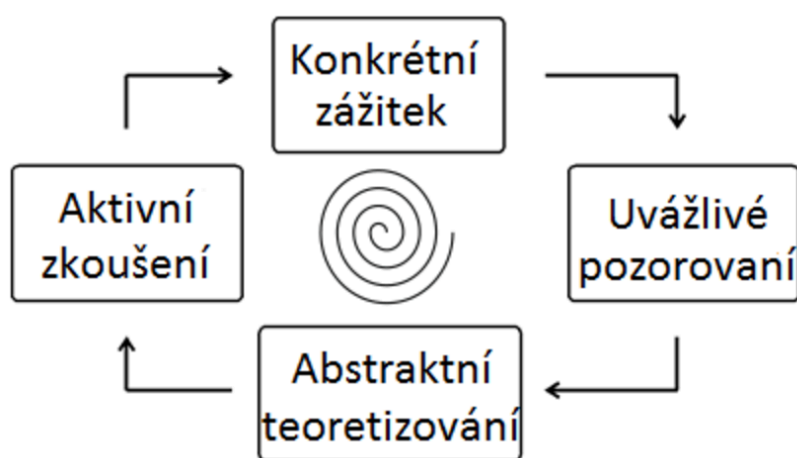 Konkrétní
zážitek
Uvážlivé
pozorovaní
Abstraktní
teoretizování
Aktivní
zkoušení